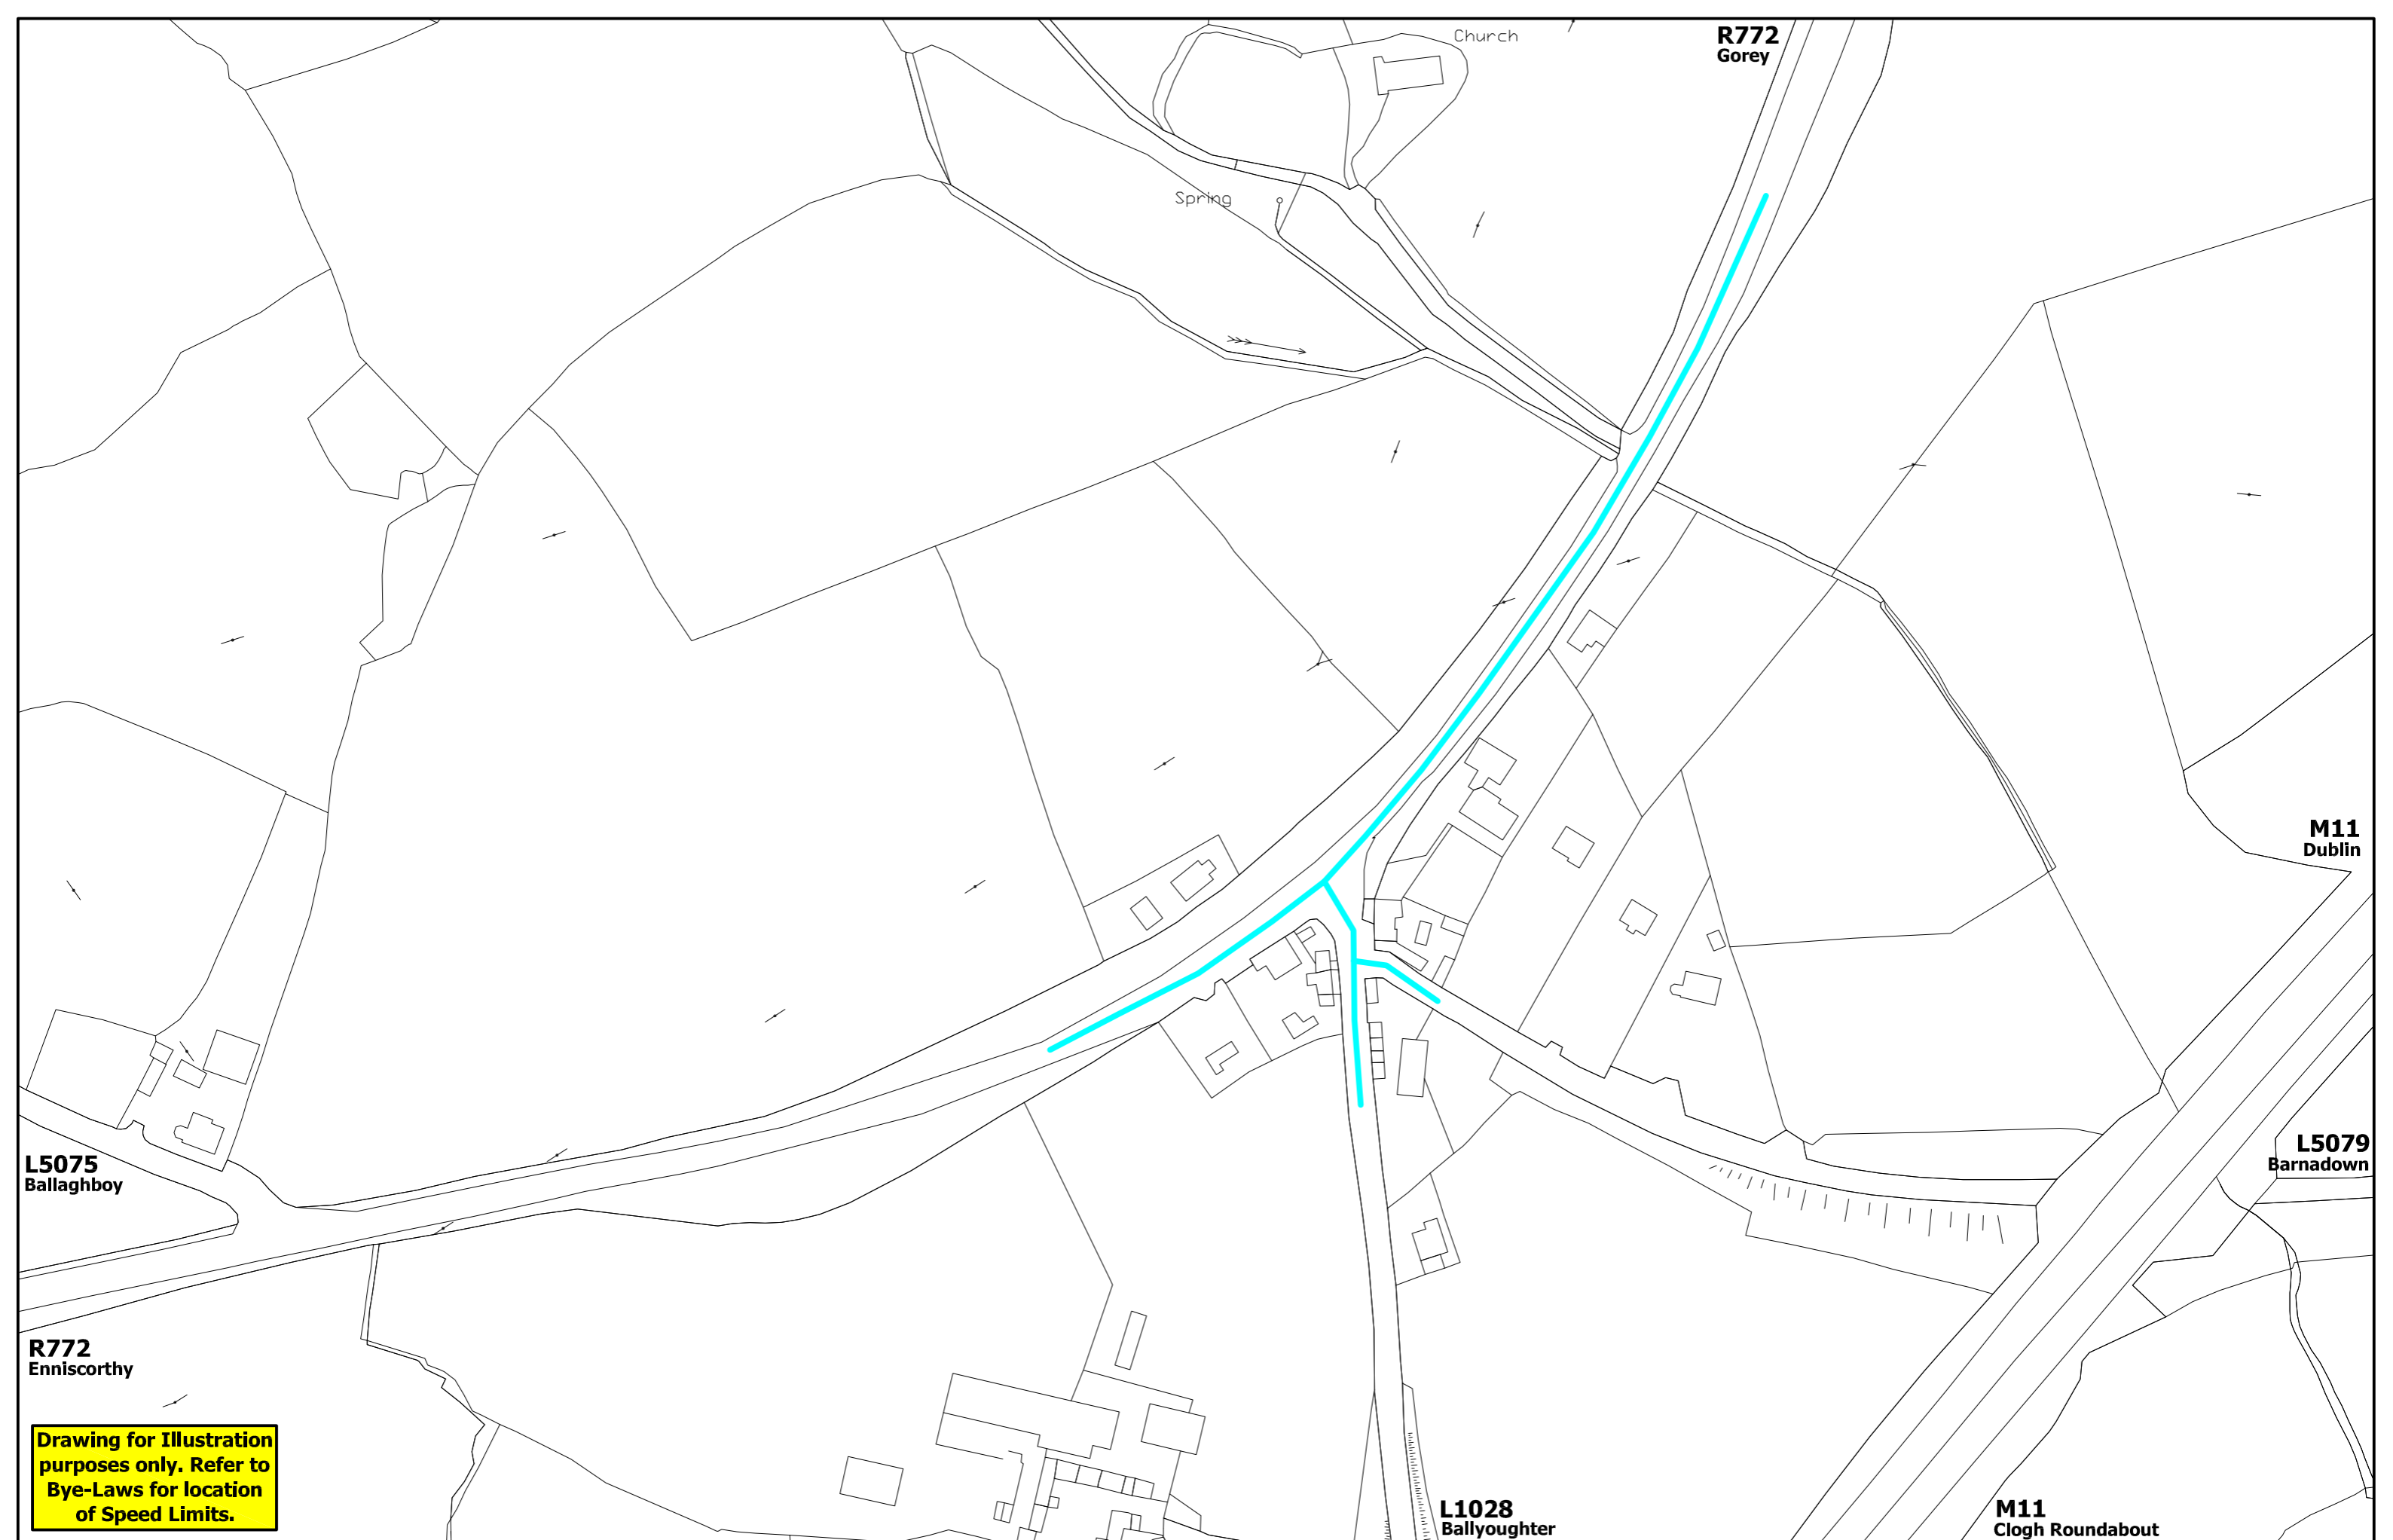 Church
R772
Gorey
Spring
M11
Dublin
L5075
Ballaghboy
L5079
Barnadown
R772
Enniscorthy
Drawing for Illustration
purposes only. Refer to
Bye-Laws for location
of Speed Limits.
L1028
Ballyoughter
M11
Clogh Roundabout